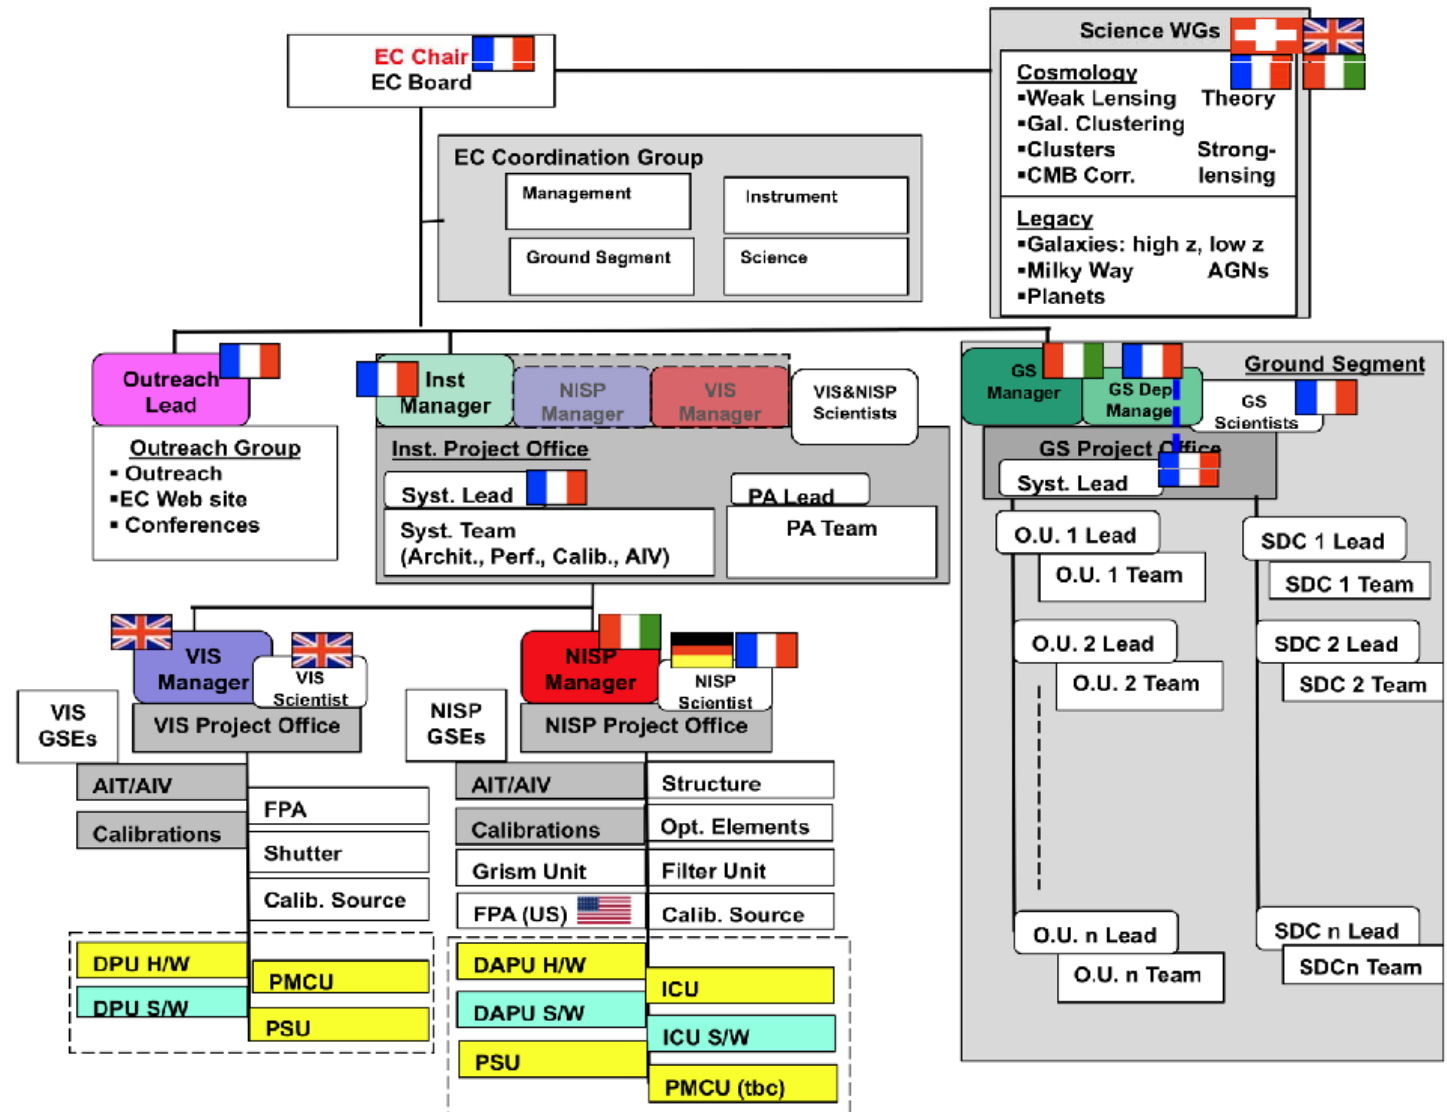 EC Chair
EC Board
Science WGs
Cosmology
▪Weak Lensing Theory
▪Gal. Clustering
▪Clusters Strong-
▪CMB Corr. lensing
Legacy
▪Galaxies: high z, low z
▪Milky Way AGNs
▪Planets
EC Coordination Group
Management
Instrument
Ground Segment
Science
Outreach
Lead
Outreach Group
▪ Outreach
▪EC Web site
▪ Conferences
Inst
Manager
NISP
Manager
VIS
Manager
VIS&NISP
Scientists
Inst. Project Office
Syst. Lead
Syst. Team
(Archit., Perf., Calib., AIV)
PA Lead
PA Team
Ground Segment
GS
Manager
GS Dep
Manage
GS
Scientists
GS Project Office
Syst. Lead
O.U. 1 Lead
O.U. 1 Team
O.U. 2 Lead
O.U. 2 Team
O.U. n Lead
O.U. n Team
SDC 1 Lead
SDC 1 Team
SDC 2 Lead
SDC 2 Team
SDC n Lead
SDCn Team
VIS
Manager
VIS
Scientist
VIS
GSEs
VIS Project Office
AIT/AIV
Calibrations
FPA
Shutter
Calib. Source
DPU H/W
DPU S/W
PMCU
PSU
NISP
Manager
NISP
Scientist
NISP
GSEs
NISP Project Office
AIT/AIV
Calibrations
Grism Unit
FPA (US)
Structure
Opt. Elements
Filter Unit
Calib. Source
DAPU H/W
DAPU S/W
PSU
ICU
ICU S/W
PMCU (tbc)